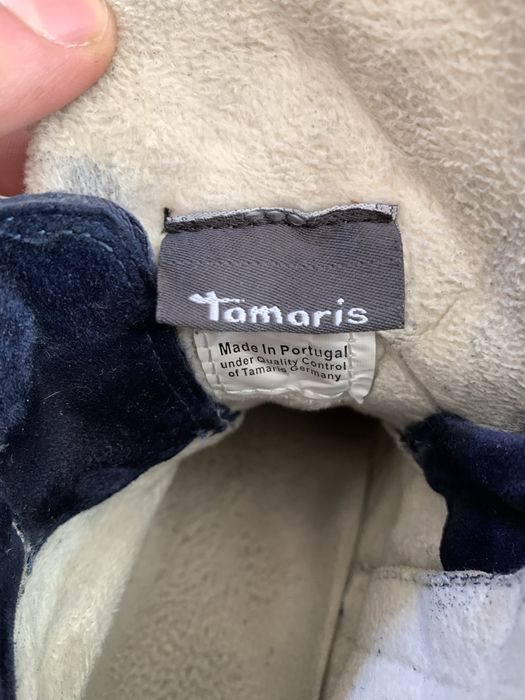 Tamaris
Made In Portugal
under Quality Control
of Tamaris Germany